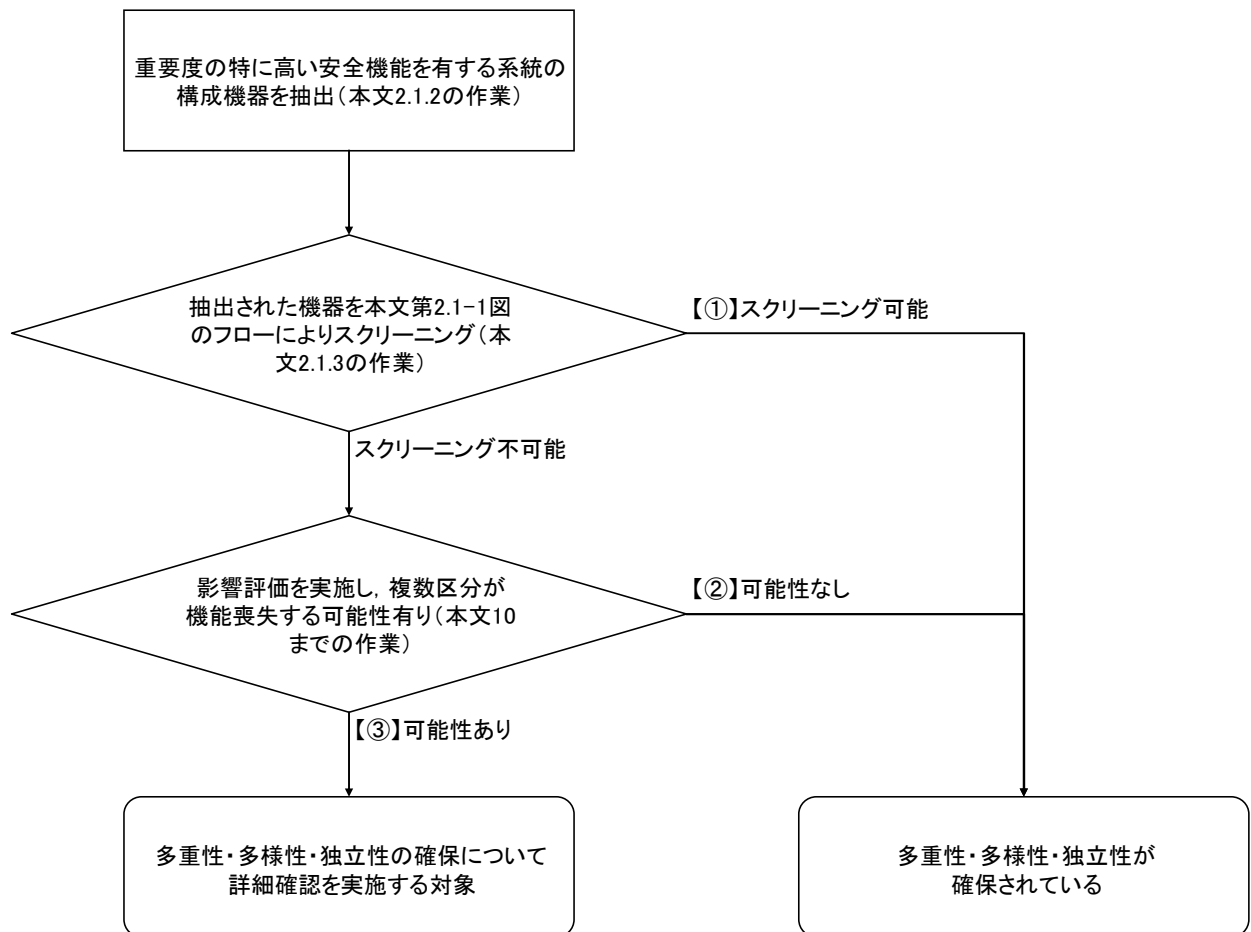 重要度の特に高い安全機能を有する系統の
構成機器を抽出（本文2.1.2の作業）
抽出された機器を本文第2.1-1図
のフローによりスクリーニング（本
文2.1.3の作業）
【①】スクリーニング可能
スクリーニング不可能
影響評価を実施し，複数区分が
機能喪失する可能性有り（本文10
までの作業）
【②】可能性なし
【③】可能性あり
多重性・多様性・独立性の確保について
詳細確認を実施する対象
多重性・多様性・独立性が
確保されている